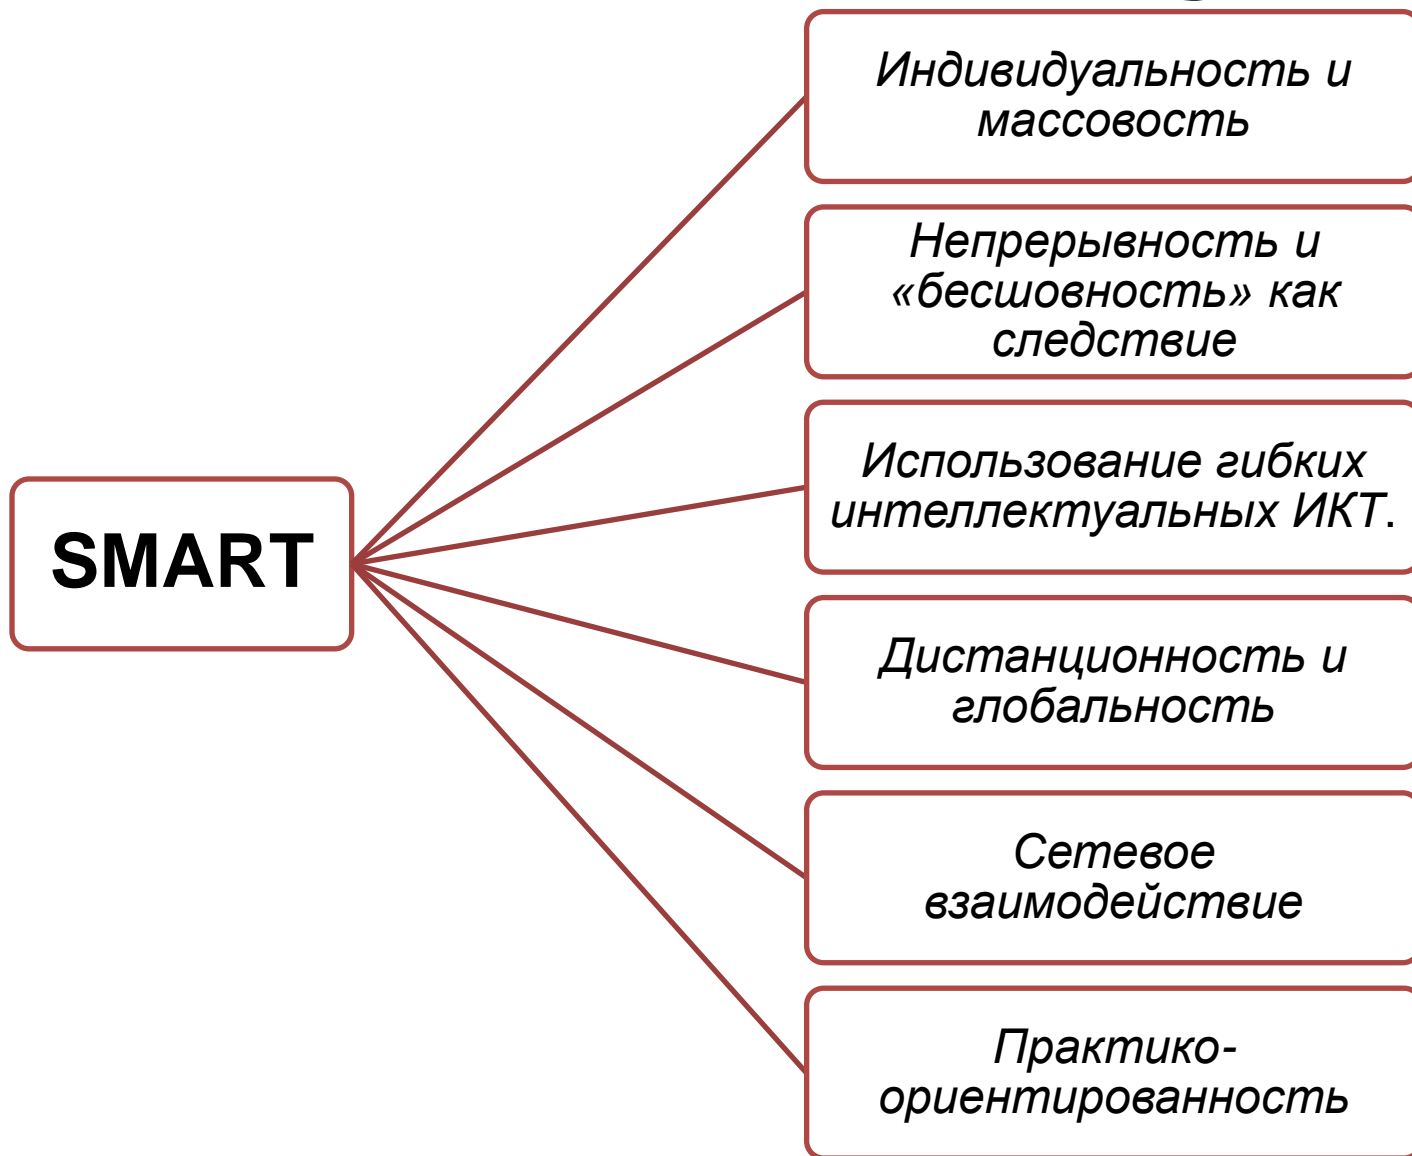 SMART
Индивидуальность и
массовость
Непрерывность и
«бесшовность» как
следствие
Использование гибких
интеллектуальных ИКТ.
Дистанционность и
глобальность
Сетевое
взаимодействие
Практико-
ориентированность